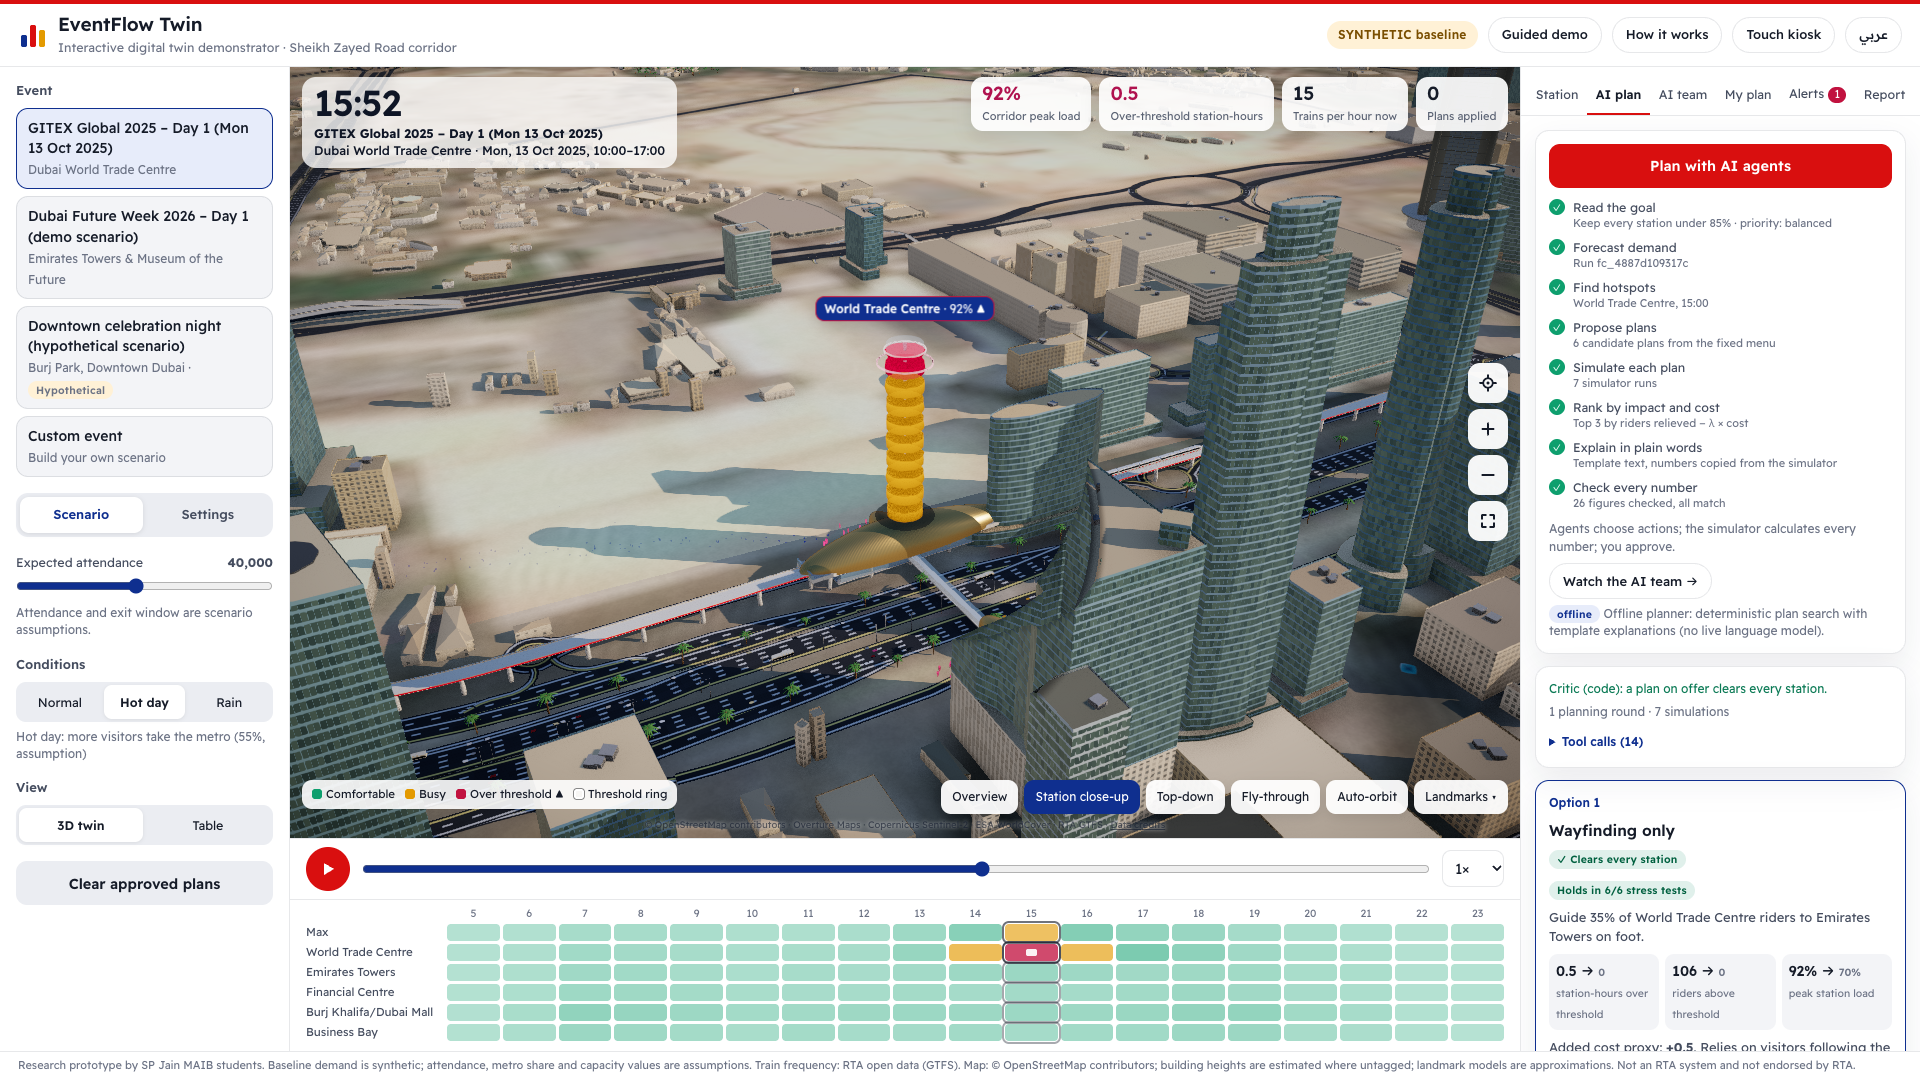 EventFlow Twin
Interactive digital twin demonstrator · Sheikh Zayed Road corridor
SYNTHETIC baseline
Guided demo
How it works
Touch kiosk
عربي
Event
GITEX Global 2025 – Day 1 (Mon
13 Oct 2025)
Dubai World Trade Centre
Dubai Future Week 2026 – Day 1
(demo scenario)
Emirates Towers & Museum of the
Future
Downtown celebration night
(hypothetical scenario)
Burj Park, Downtown Dubai ·
Hypothetical
Custom event
Build your own scenario
Scenario
Settings
Expected attendance 40,000
Attendance and exit window are scenario
assumptions.
Conditions
Normal
Hot day
Rain
Hot day: more visitors take the metro (55%,
assumption)
View
3D twin
Table
Clear approved plans
15:52
GITEX Global 2025 – Day 1 (Mon 13 Oct 2025)
Dubai World Trade Centre · Mon, 13 Oct 2025, 10:00–17:00
92%
Corridor peak load
0.5
Over-threshold station-hours
15
Trains per hour now
0
Plans applied
World Trade Centre · 92% ▲
Comfortable
Busy
Over threshold ▲
Threshold ring
Overview
Station close-up
Top-down
Fly-through
Auto-orbit
Landmarks ▾
OpenStreetMap contributors · Overture Maps · Copernicus
1×
5 6 7 8 9 10 11 12 13 14 15 16 17 18 19 20 21 22 23
Max
World Trade Centre
Emirates Towers
Financial Centre
Burj Khalifa/Dubai Mall
Business Bay
Station
AI plan
AI team
My plan
Alerts 1
Report
Plan with AI agents
Read the goal
Keep every station under 85% · priority: balanced
Forecast demand
Run fc_4887d109317c
Find hotspots
World Trade Centre, 15:00
Propose plans
6 candidate plans from the fixed menu
Simulate each plan
7 simulator runs
Rank by impact and cost
Top 3 by riders relieved − λ × cost
Explain in plain words
Template text, numbers copied from the simulator
Check every number
26 figures checked, all match
Agents choose actions; the simulator calculates every
number; you approve.
Watch the AI team →
offline Offline planner: deterministic plan search with
template explanations (no live language model).
Critic (code): a plan on offer clears every station.
1 planning round · 7 simulations
▶ Tool calls (14)
Option 1
Wayfinding only
✓ Clears every station
Holds in 6/6 stress tests
Guide 35% of World Trade Centre riders to Emirates
Towers on foot.
0.5 → 0
station-hours over
threshold
106 → 0
riders above
threshold
92% → 70%
peak station load
Added cost proxy: +0.5. Relies on visitors following the
Research prototype by SP Jain MAIB students. Baseline demand is synthetic; attendance, metro share and capacity values are assumptions. Train frequency: RTA open data (GTFS). Map: © OpenStreetMap contributors; building heights are estimated where untagged; landmark models are approximations. Not an RTA system and not endorsed by RTA.